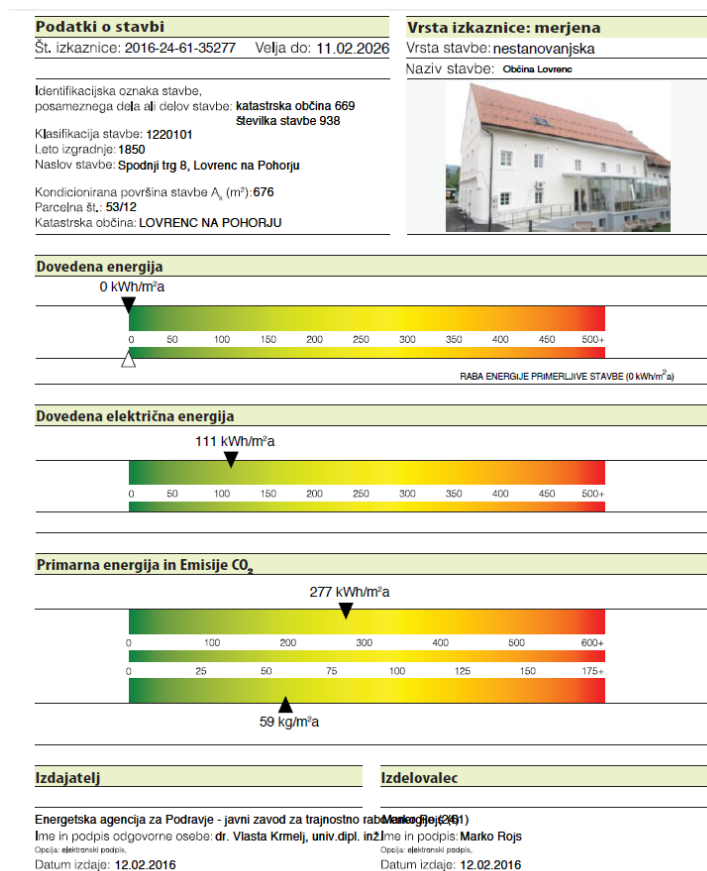 Podatki o stavbi
Št. izkaznice: 2016-24-61-35277 Velja do: 11.02.2026
Identifikacijska oznaka stavbe,
posameznega dela ali delov stavbe: katastrska občina 669
številka stavbe 938
Klasifikacija stavbe: 1220101
Leto izgradnje: 1850
Naslov stavbe: Spodnji trg 8, Lovrenc na Pohorju
Kondicionirana površina stavbe Ak (m²): 676
Parcelna št.: 53/12
Katastrska občina: LOVRENC NA POHORJU
Vrsta izkaznice: merjena
Vrsta stavbe: nestanovanjska
Naziv stavbe: Občina Lovrenc
Dovedena energija
0 kWh/m²a
0 50 100 150 200 250 300 350 400 450 500+
RABA ENERGIJE PRIMERLJIVE STAVBE (0 kWh/m²a)
Dovedena električna energija
111 kWh/m²a
0 50 100 150 200 250 300 350 400 450 500+
Primarna energija in Emisije CO₂
277 kWh/m²a
0 100 200 300 400 500 600+
0 25 50 75 100 125 150 175+
59 kg/m²a
Izdajatelj
Energetska agencija za Podravje - javni zavod za trajnostno rabo energije (24)
Ime in podpis odgovorne osebe: dr. Vlasta Krmelj, univ.dipl. inž.
Opcija: elektronski podpis,
Datum izdaje: 12.02.2016
Izdelovalec
Marko Rojs (61)
Ime in podpis: Marko Rojs
Opcija: elektronski podpis,
Datum izdaje: 12.02.2016